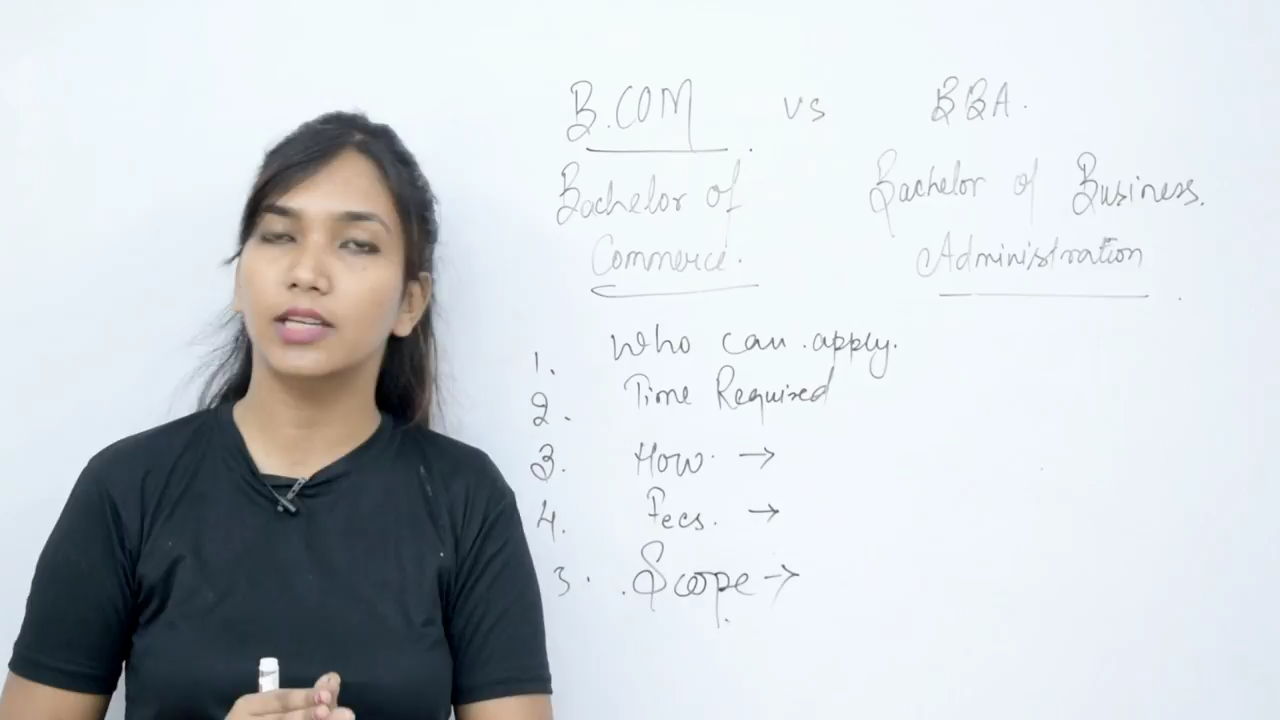 B.COM vs BBA.
Bachelor of Bachelor of Business.
Commerce. Administration
1. Who can apply.
2. Time Required
3. How →
4. Fees. →
5. Scope →